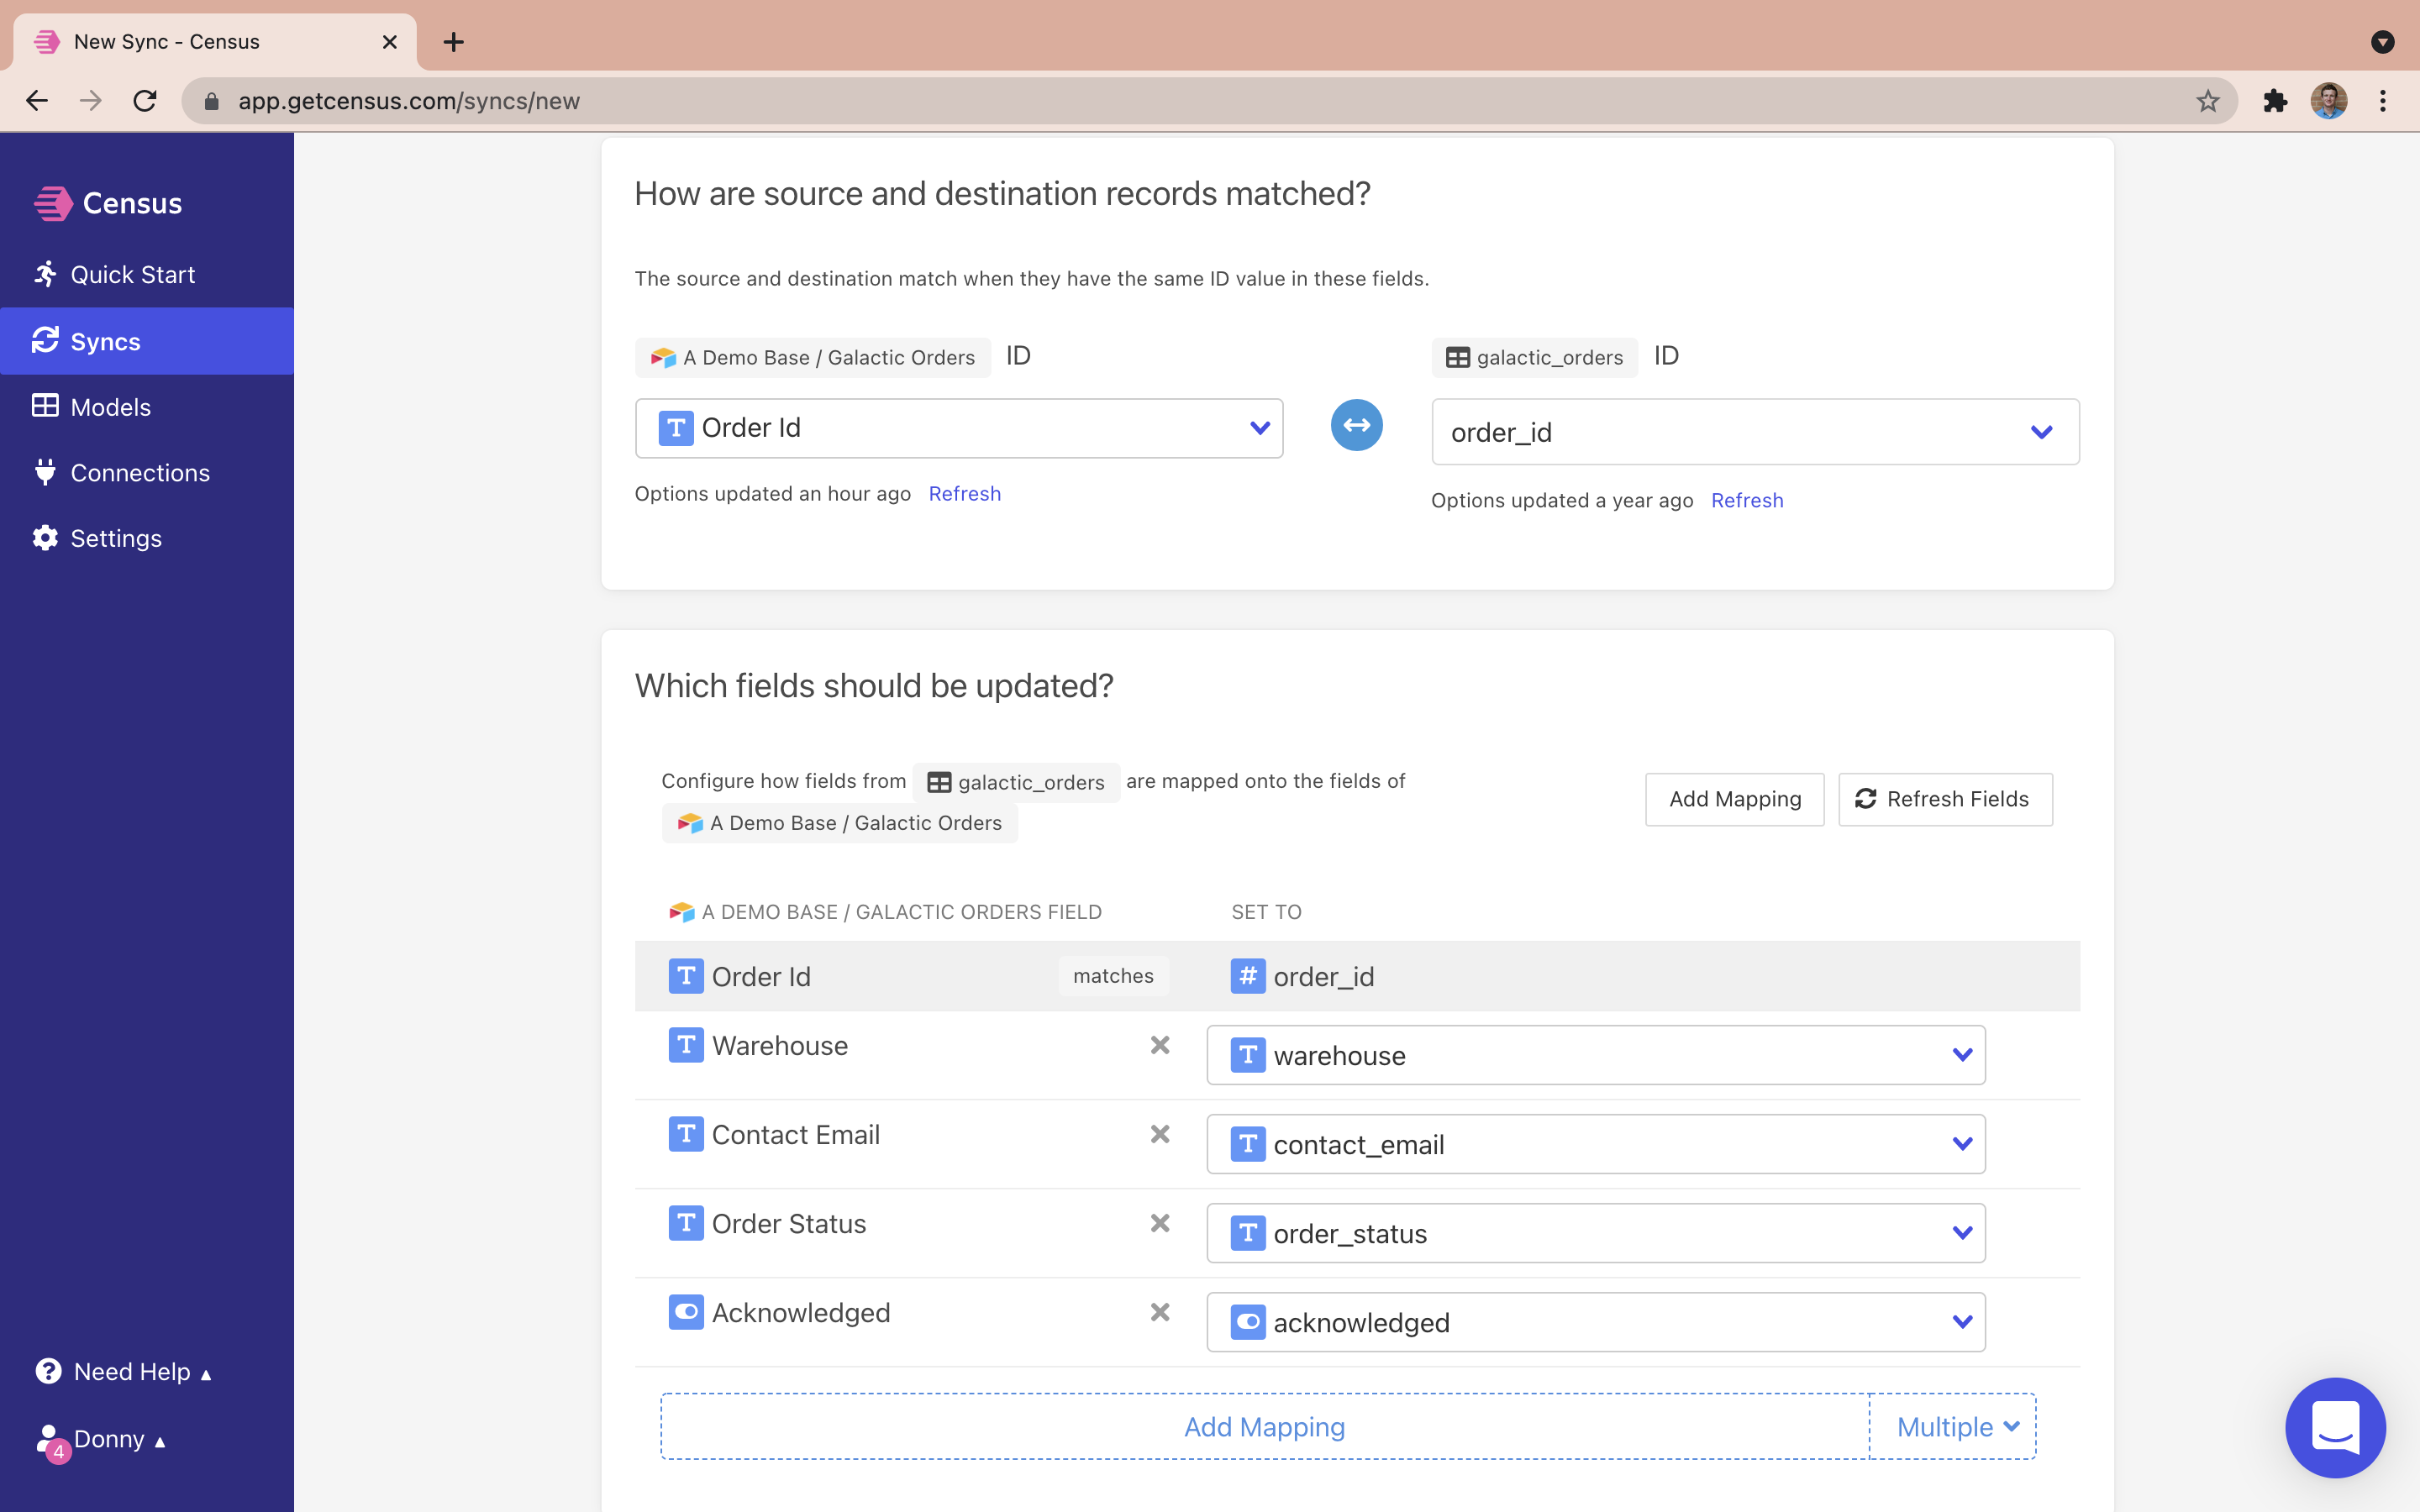 New Sync - Census
app.getcensus.com/syncs/new
Census
Quick Start
Syncs
Models
Connections
Settings
Need Help
4
Donny
How are source and destination records matched?
The source and destination match when they have the same ID value in these fields.
A Demo Base / Galactic Orders ID
galactic_orders ID
T Order Id
order_id
Options updated an hour ago Refresh
Options updated a year ago Refresh
Which fields should be updated?
Configure how fields from galactic_orders are mapped onto the fields of
A Demo Base / Galactic Orders
Add Mapping
Refresh Fields
A DEMO BASE / GALACTIC ORDERS FIELD
SET TO
T Order Id matches # order_id
T Warehouse T warehouse
T Contact Email T contact_email
T Order Status T order_status
Acknowledged acknowledged
Add Mapping
Multiple